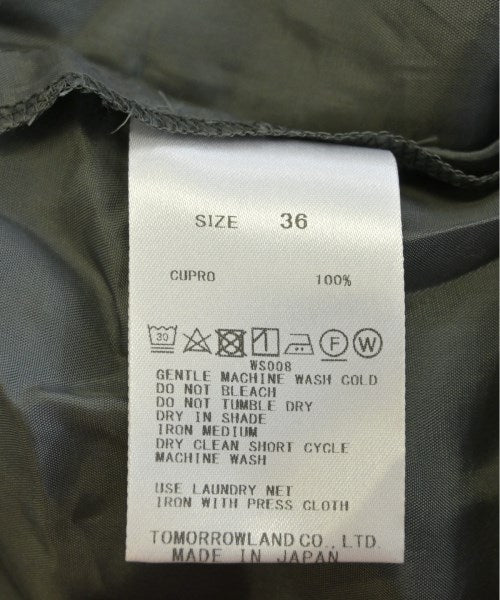 SIZE 36
CUPRO 100%
30 F W
WS008
GENTLE MACHINE WASH COLD
DO NOT BLEACH
DO NOT TUMBLE DRY
DRY IN SHADE
IRON MEDIUM
DRY CLEAN SHORT CYCLE
MACHINE WASH
USE LAUNDRY NET
IRON WITH PRESS CLOTH
TOMORROWLAND CO., LTD.
MADE IN JAPAN